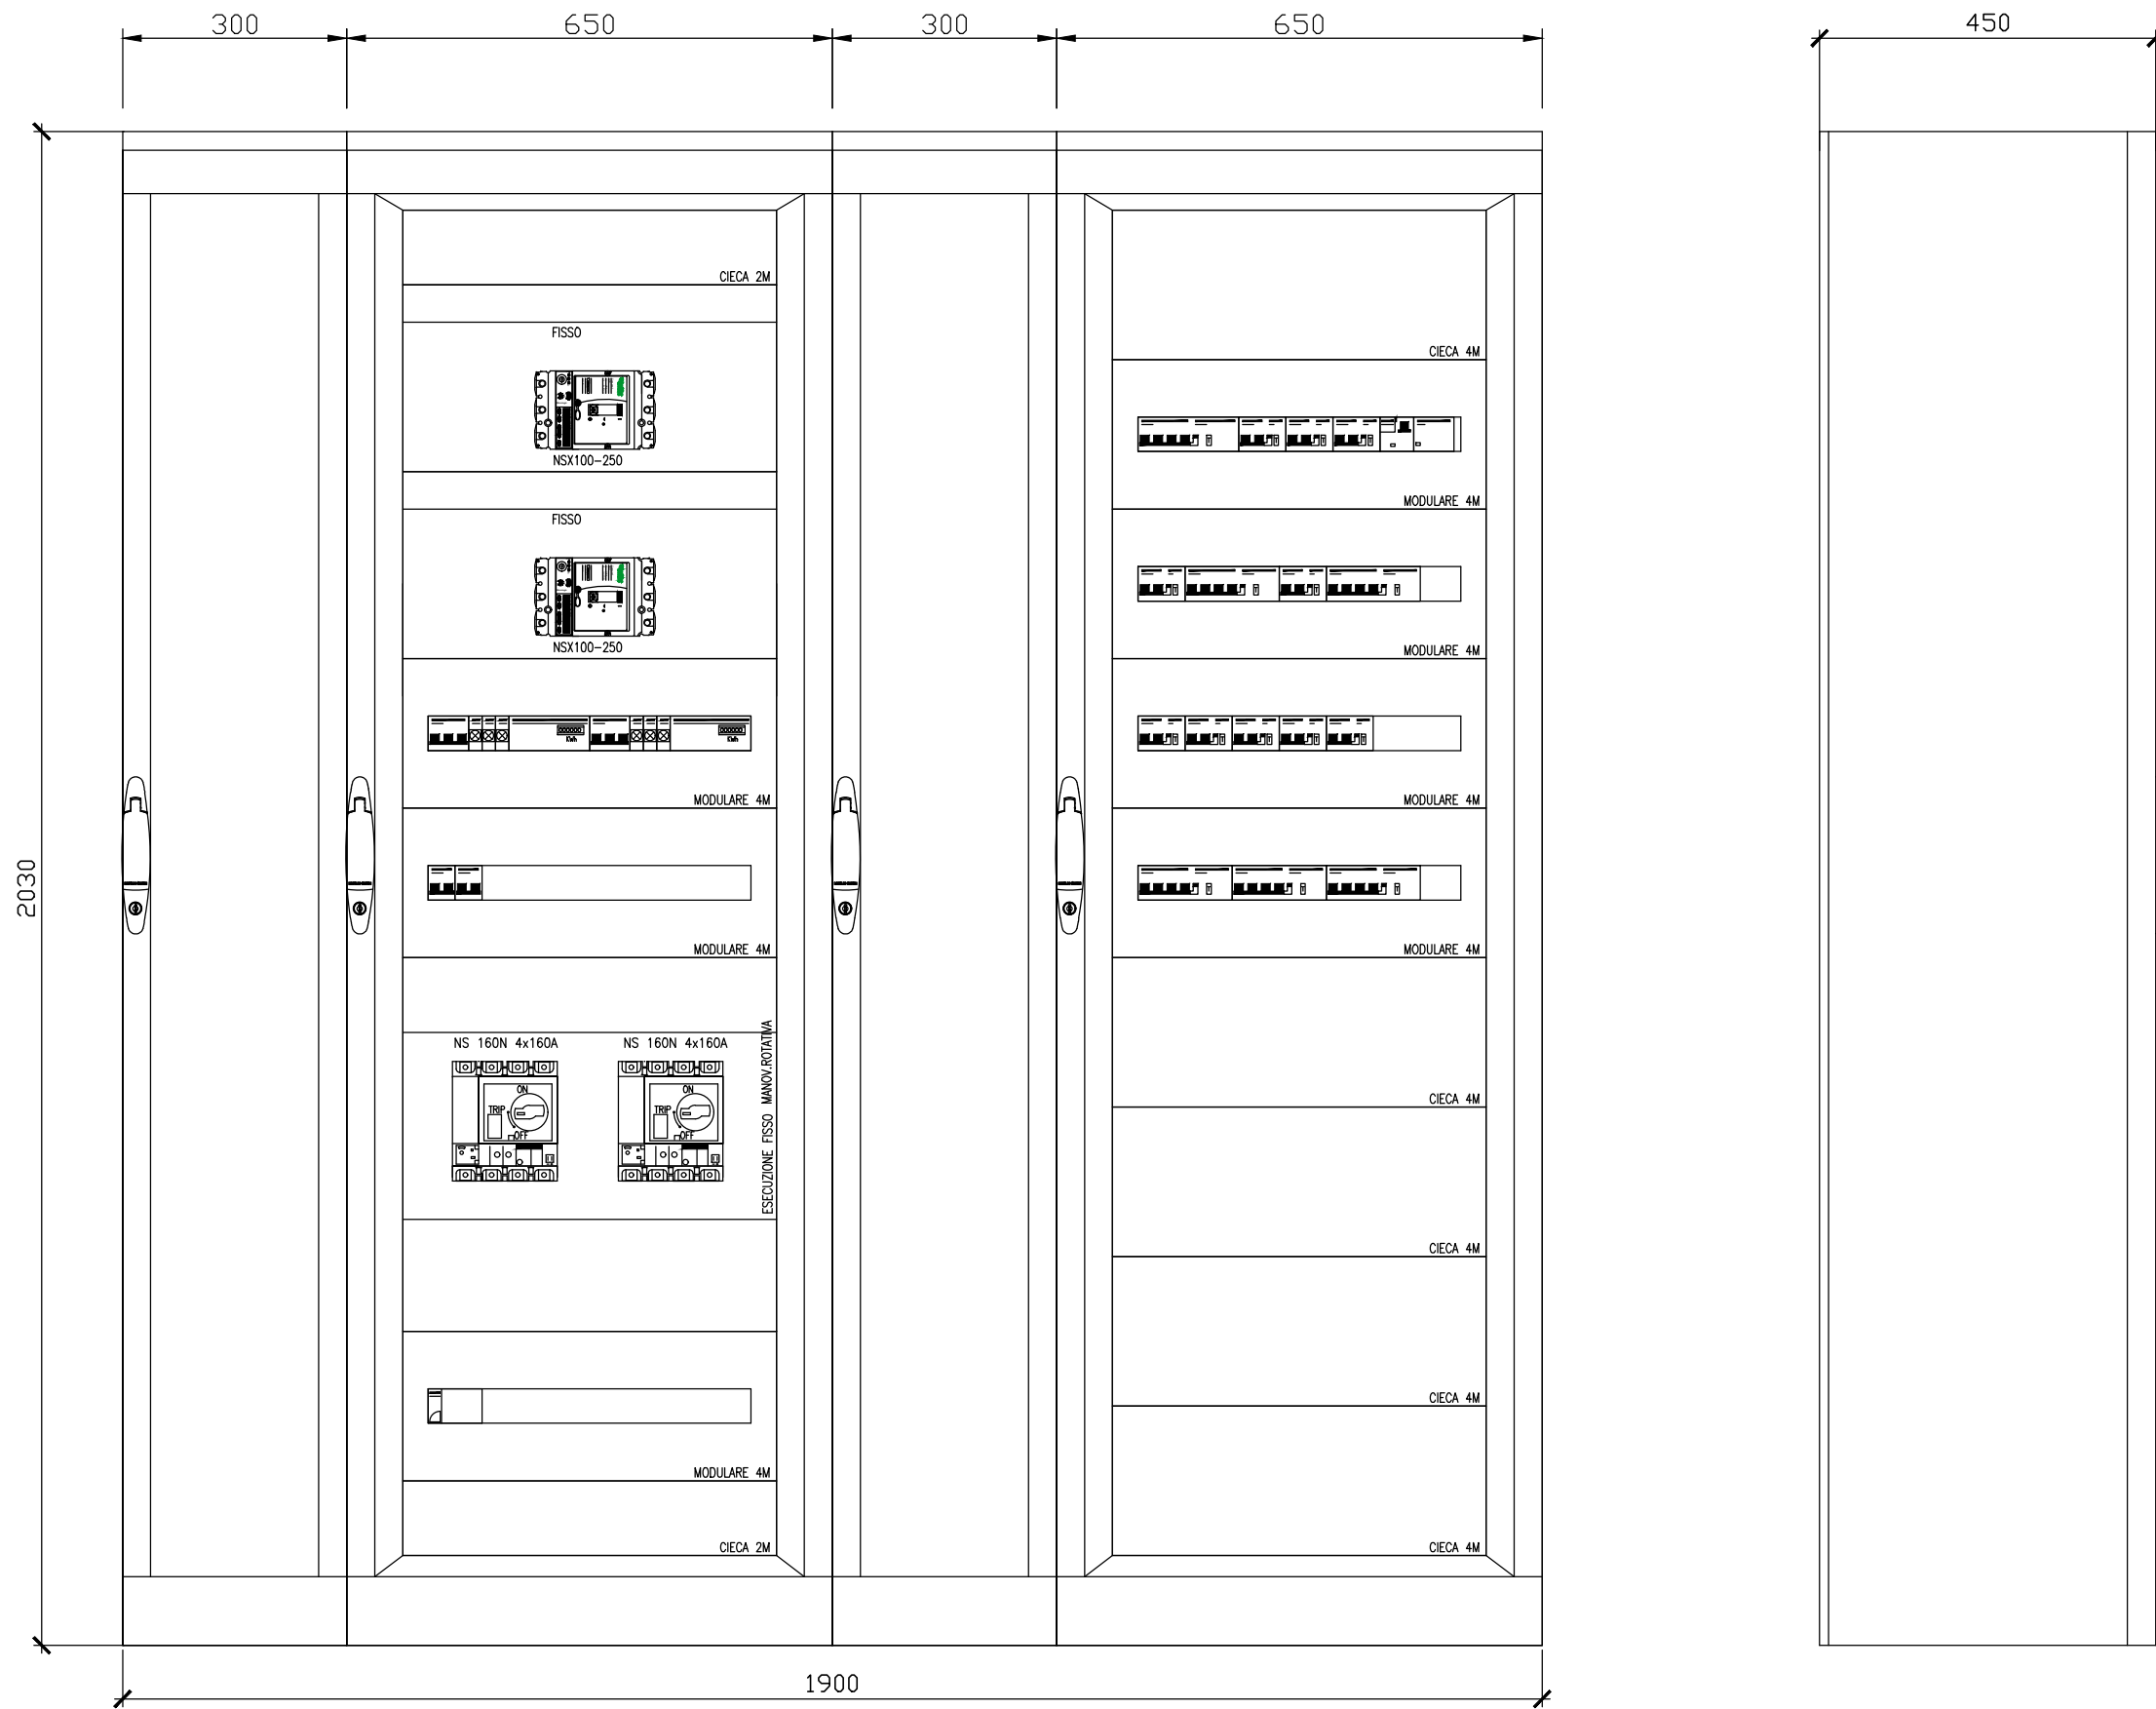 300
650
300
650
450
2030
CIECA 2M
FISSO
NSX100-250
FISSO
NSX100-250
KWh
KWh
MODULARE 4M
MODULARE 4M
NS 160N 4x160A
NS 160N 4x160A
ON
TRIP
OFF
ON
TRIP
OFF
ESECUZIONE FISSO MANOV.ROTATIVA
MODULARE 4M
CIECA 2M
CIECA 4M
MODULARE 4M
MODULARE 4M
MODULARE 4M
MODULARE 4M
CIECA 4M
CIECA 4M
CIECA 4M
CIECA 4M
1900